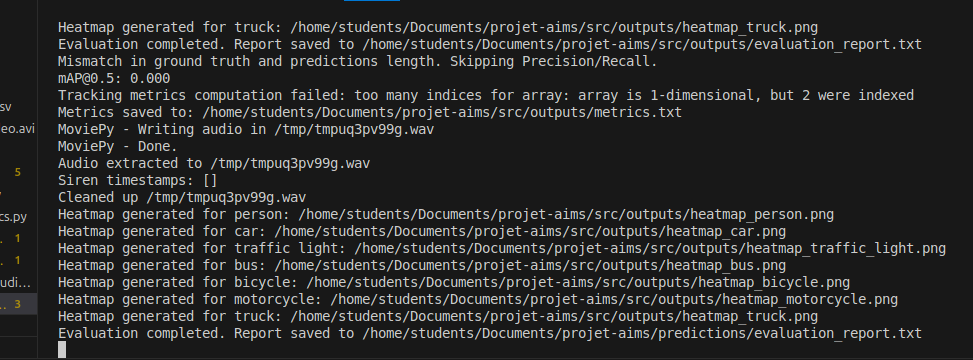 Heatmap generated for truck: /home/students/Documents/projet-aims/src/outputs/heatmap_truck.png
Evaluation completed. Report saved to /home/students/Documents/projet-aims/src/outputs/evaluation_report.txt
Mismatch in ground truth and predictions length. Skipping Precision/Recall.
mAP@0.5: 0.000
Tracking metrics computation failed: too many indices for array: array is 1-dimensional, but 2 were indexed
sv
Metrics saved to: /home/students/Documents/projet-aims/src/outputs/metrics.txt
eo.avi
MoviePy - Writing audio in /tmp/tmpuq3pv99g.wav
MoviePy - Done.
Audio extracted to /tmp/tmpuq3pv99g.wav
5
Siren timestamps: []
Cleaned up /tmp/tmpuq3pv99g.wav
cs.py
Heatmap generated for person: /home/students/Documents/projet-aims/src/outputs/heatmap_person.png
Heatmap generated for car: /home/students/Documents/projet-aims/src/outputs/heatmap_car.png
.. 1
Heatmap generated for traffic light: /home/students/Documents/projet-aims/src/outputs/heatmap_traffic_light.png
.. 1
Heatmap generated for bus: /home/students/Documents/projet-aims/src/outputs/heatmap_bus.png
udi...
Heatmap generated for bicycle: /home/students/Documents/projet-aims/src/outputs/heatmap_bicycle.png
.. 3
Heatmap generated for motorcycle: /home/students/Documents/projet-aims/src/outputs/heatmap_motorcycle.png
Heatmap generated for truck: /home/students/Documents/projet-aims/src/outputs/heatmap_truck.png
Evaluation completed. Report saved to /home/students/Documents/projet-aims/predictions/evaluation_report.txt